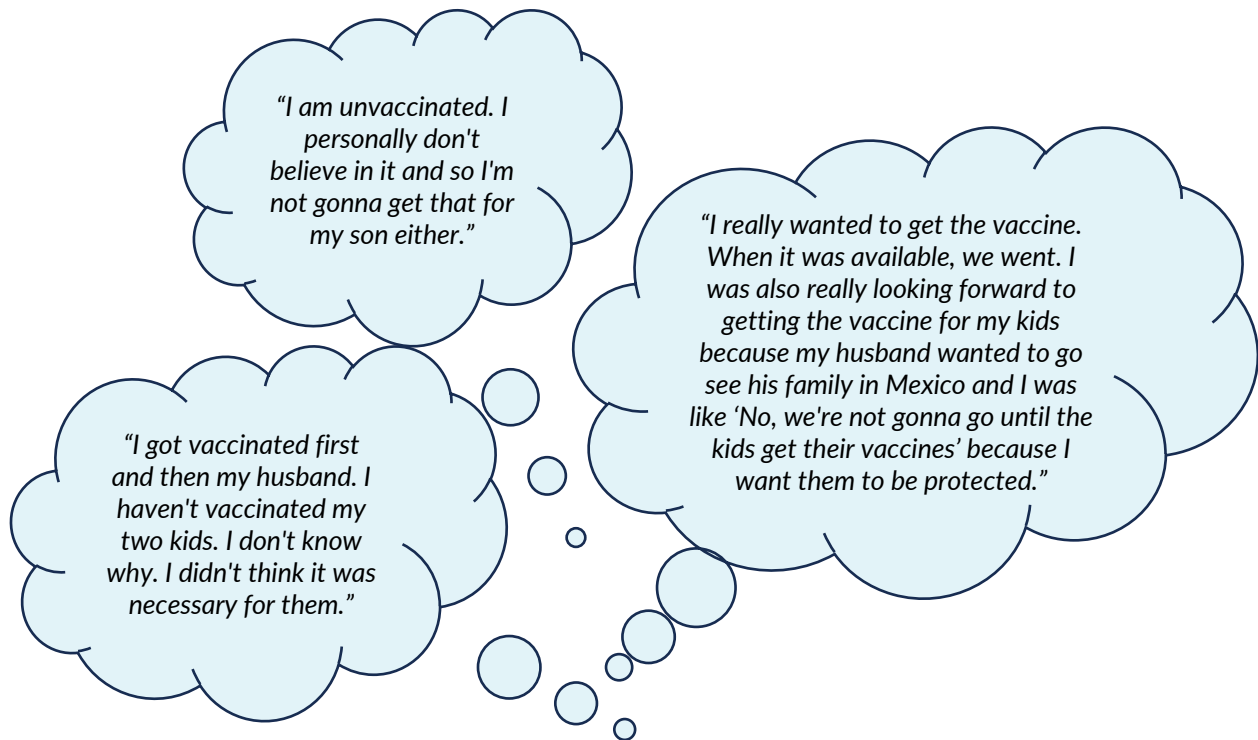 “I am unvaccinated. I
personally don't
believe in it and so I'm
not gonna get that for
my son either.”
“I really wanted to get the vaccine.
When it was available, we went. I
was also really looking forward to
getting the vaccine for my kids
because my husband wanted to go
see his family in Mexico and I was
like ‘No, we're not gonna go until the
kids get their vaccines’ because I
want them to be protected.”
“I got vaccinated first
and then my husband. I
haven't vaccinated my
two kids. I don't know
why. I didn't think it was
necessary for them.”